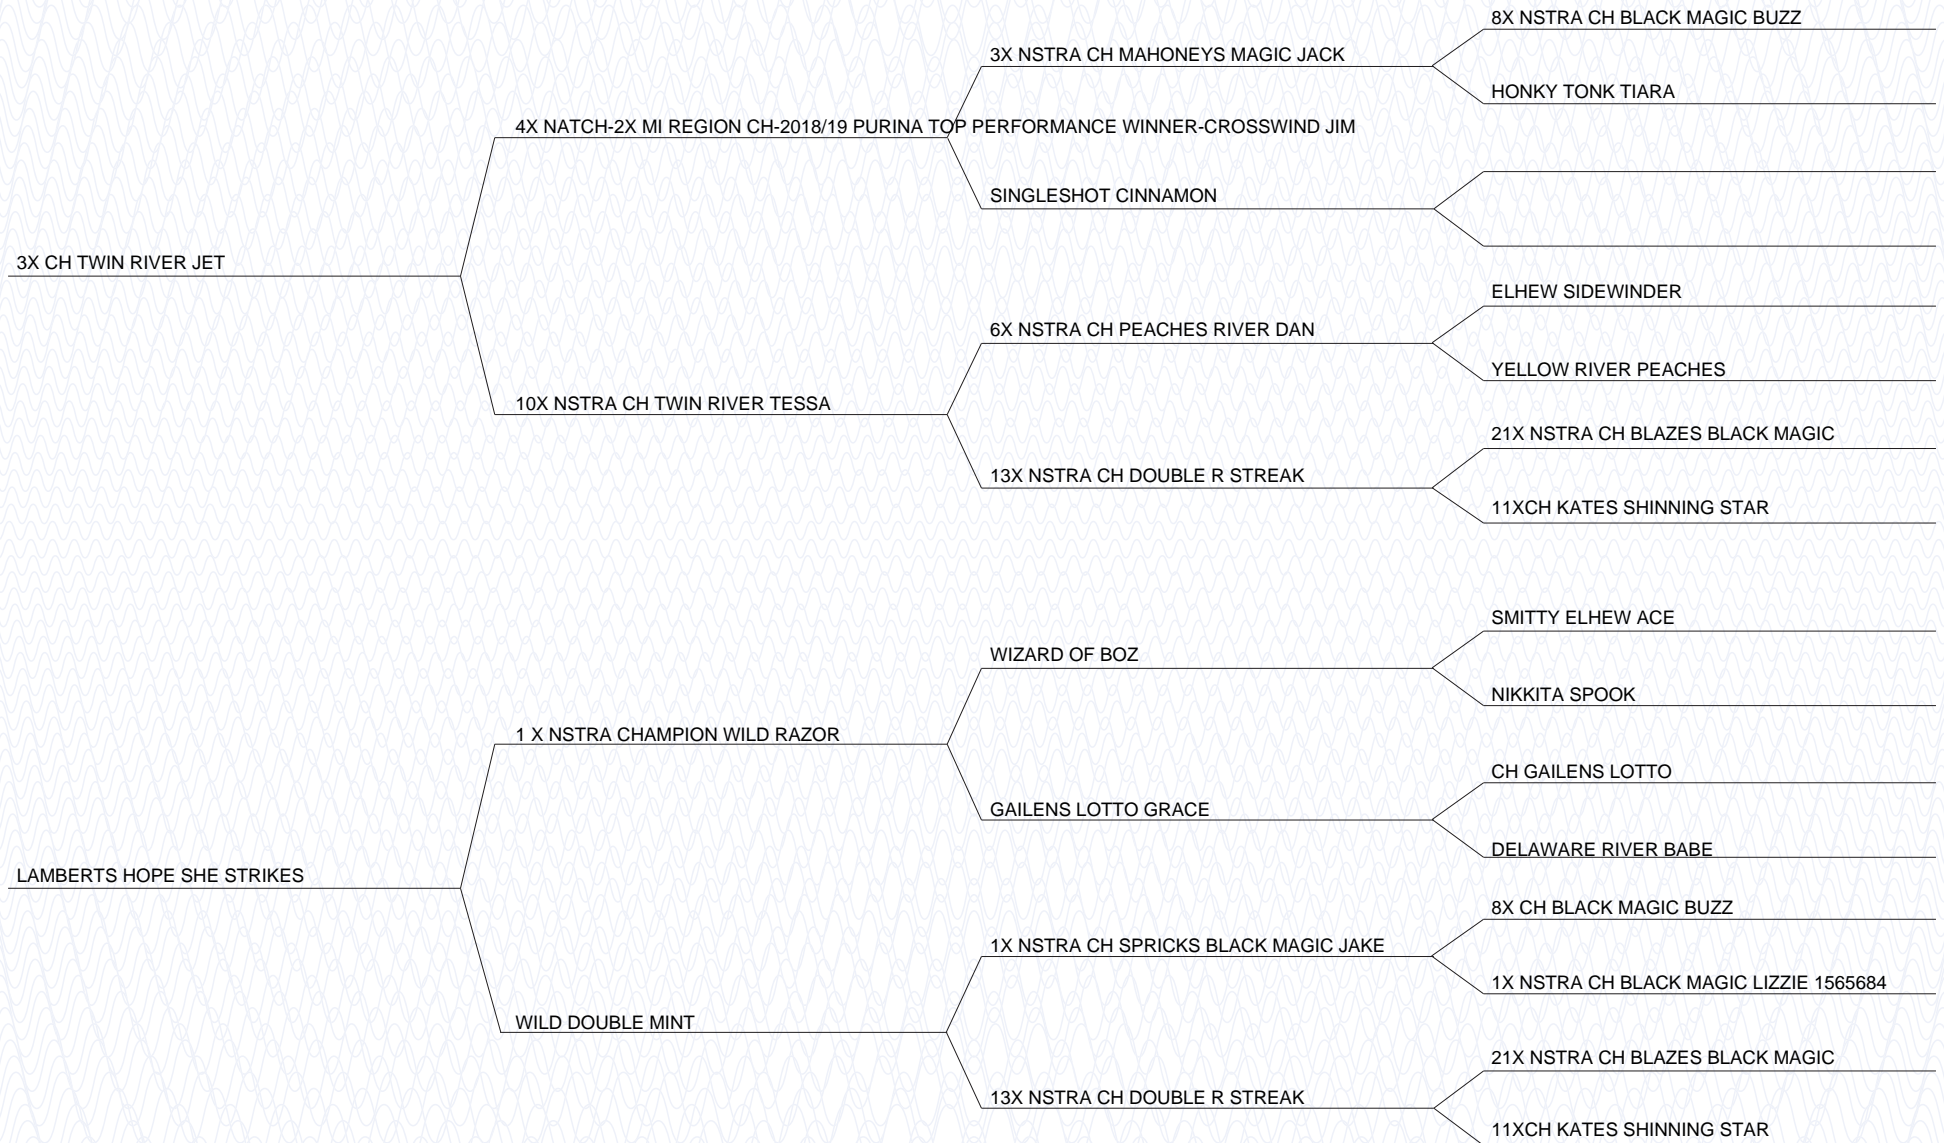 8X NSTRA CH BLACK MAGIC BUZZ
3X NSTRA CH MAHONEYS MAGIC JACK
HONKY TONK TIARA
4X NATCH-2X MI REGION CH-2018/19 PURINA TOP PERFORMANCE WINNER-CROSSWIND JIM
SINGLESHOT CINNAMON
3X CH TWIN RIVER JET
ELHEW SIDEWINDER
6X NSTRA CH PEACHES RIVER DAN
YELLOW RIVER PEACHES
10X NSTRA CH TWIN RIVER TESSA
21X NSTRA CH BLAZES BLACK MAGIC
13X NSTRA CH DOUBLE R STREAK
11XCH KATES SHINNING STAR
SMITTY ELHEW ACE
WIZARD OF BOZ
NIKKITA SPOOK
1 X NSTRA CHAMPION WILD RAZOR
CH GAILENS LOTTO
GAILENS LOTTO GRACE
DELAWARE RIVER BABE
LAMBERTS HOPE SHE STRIKES
8X CH BLACK MAGIC BUZZ
1X NSTRA CH SPRICKS BLACK MAGIC JAKE
1X NSTRA CH BLACK MAGIC LIZZIE 1565684
WILD DOUBLE MINT
21X NSTRA CH BLAZES BLACK MAGIC
13X NSTRA CH DOUBLE R STREAK
11XCH KATES SHINNING STAR